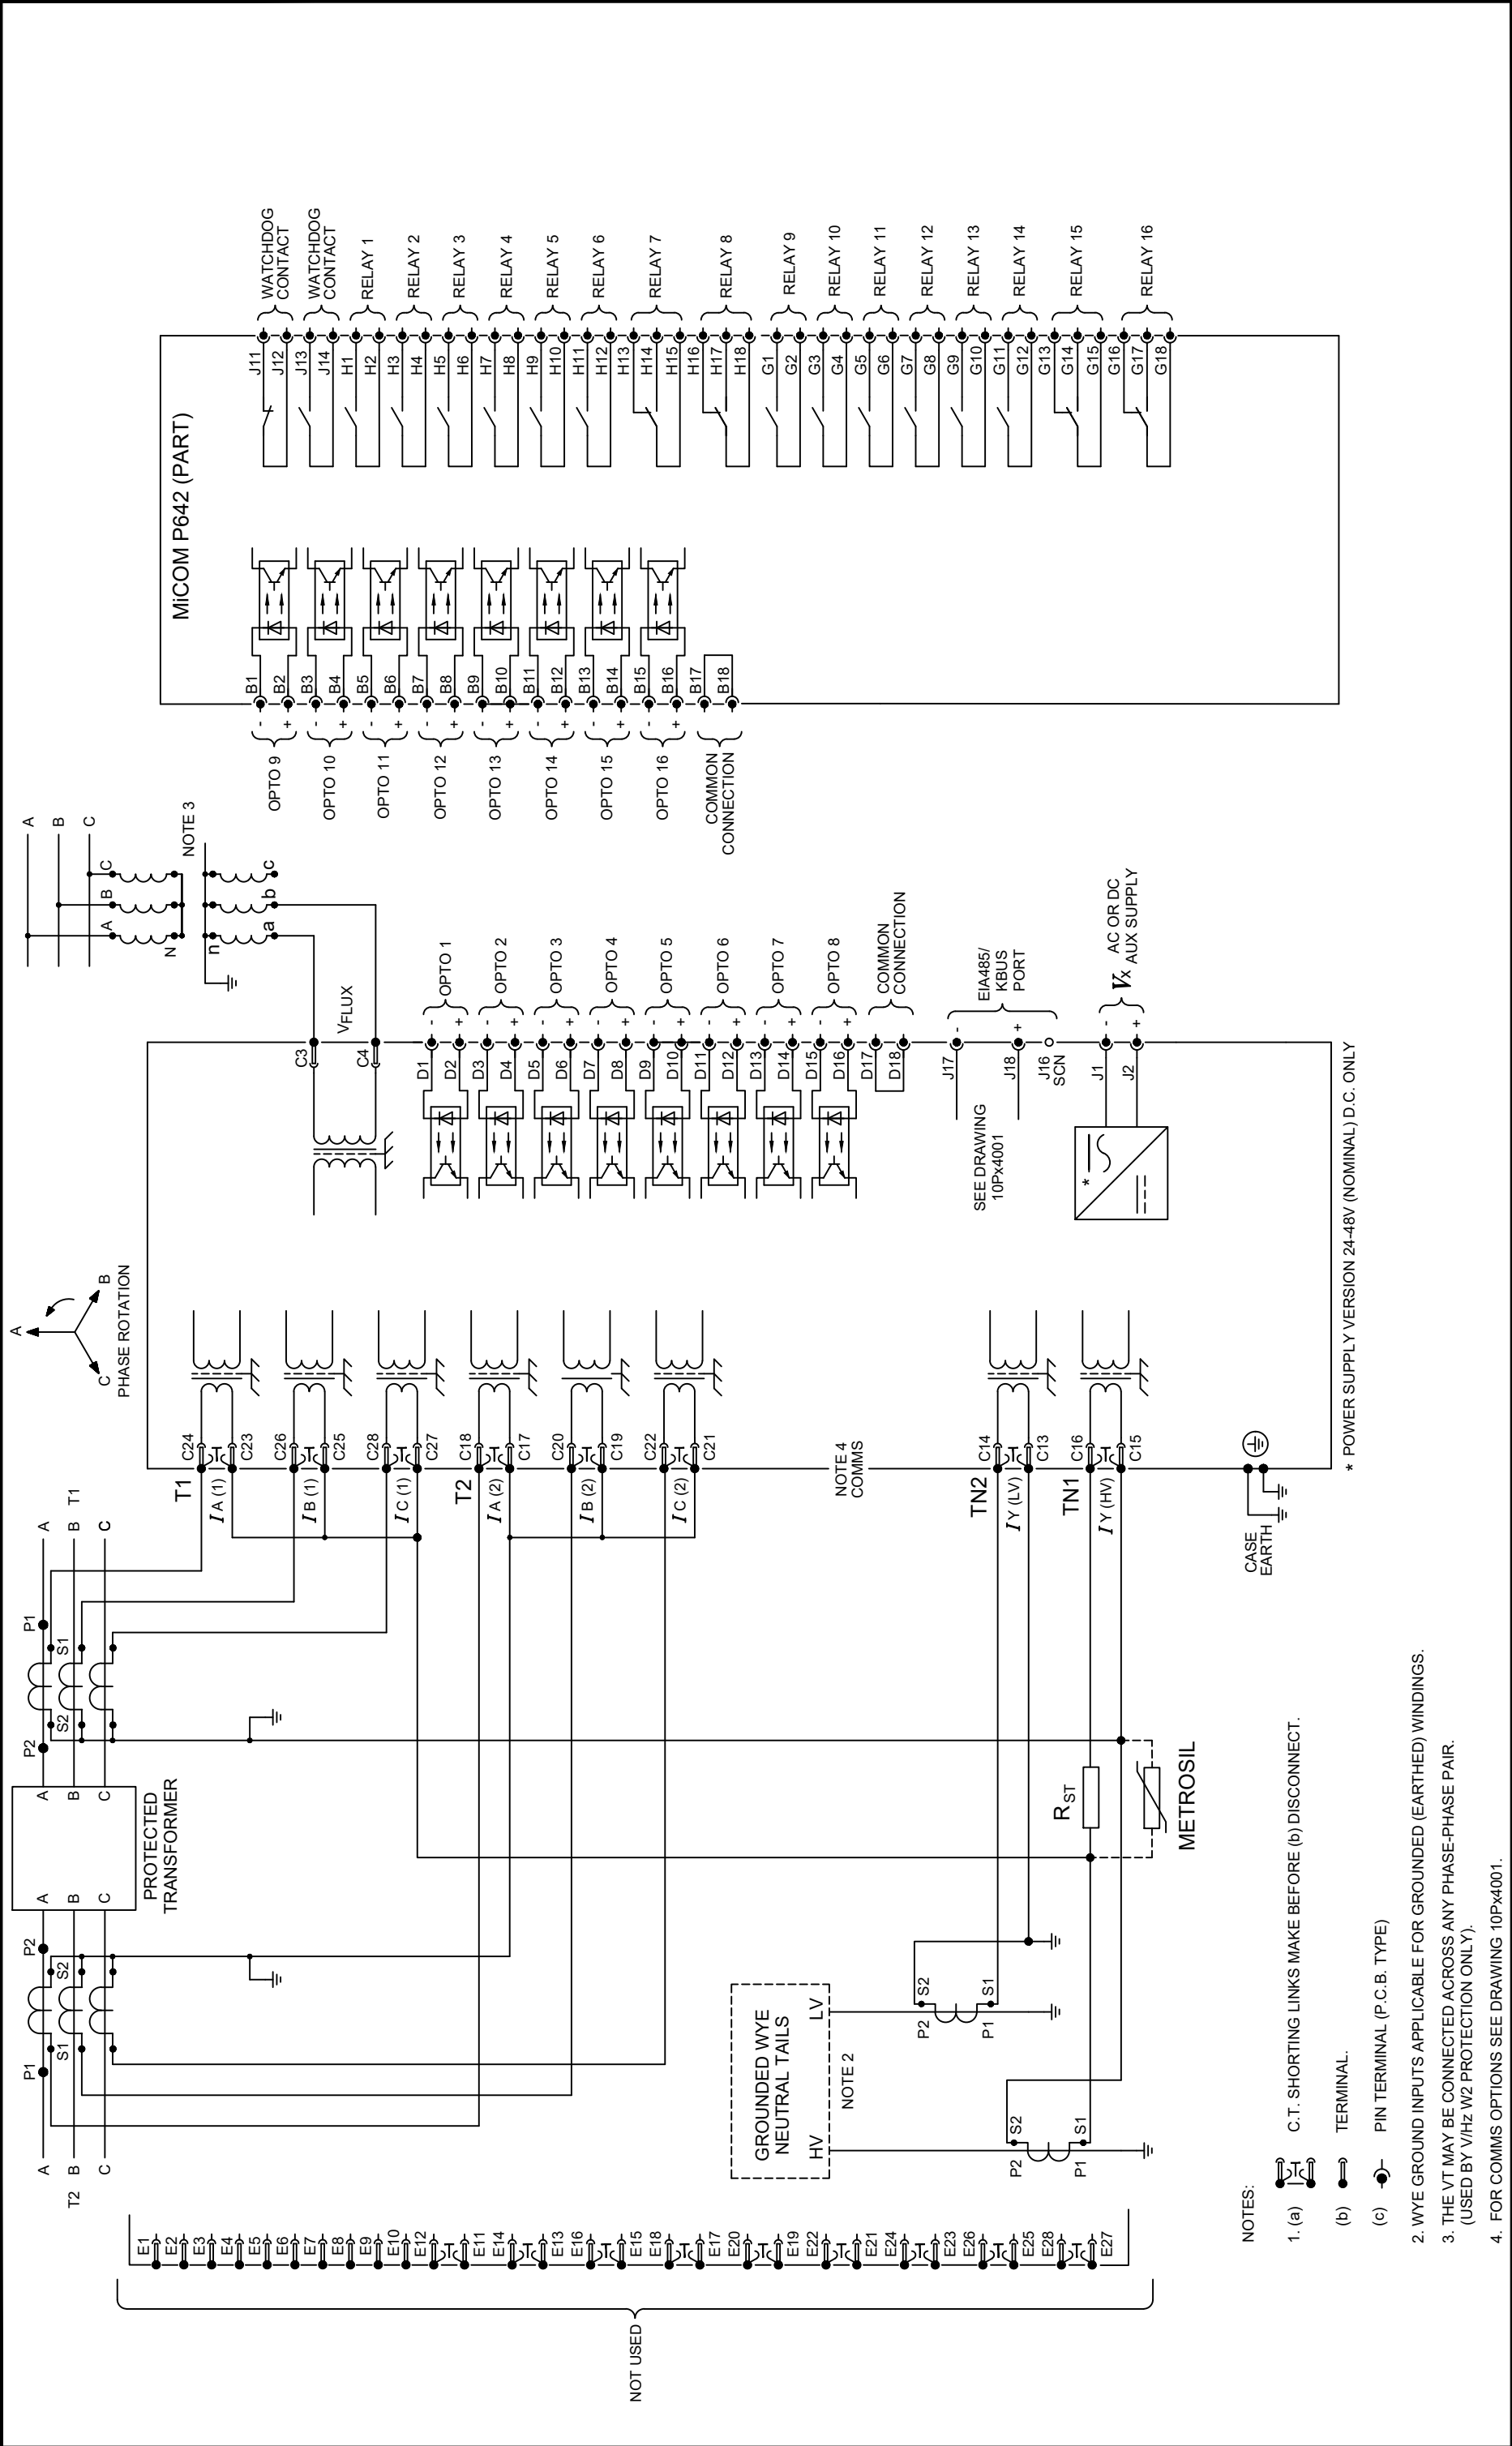 A
B
C
A
B
C
NOTE 3
N
n
a
b
c
VFLUX
C3
C4
A
B
C
PHASE ROTATION
MiCOM P642 (PART)
B1
B2
B3
B4
B5
B6
B7
B8
B9
B10
B11
B12
B13
B14
B15
B16
B17
B18
- +
- +
- +
- +
- +
- +
- +
- +
OPTO 9
OPTO 10
OPTO 11
OPTO 12
OPTO 13
OPTO 14
OPTO 15
OPTO 16
COMMON
CONNECTION
J11
J12
J13
J14
H1
H2
H3
H4
H5
H6
H7
H8
H9
H10
H11
H12
H13
H14
H15
H16
H17
H18
G1
G2
G3
G4
G5
G6
G7
G8
G9
G10
G11
G12
G13
G14
G15
G16
G17
G18
WATCHDOG
CONTACT
WATCHDOG
CONTACT
RELAY 1
RELAY 2
RELAY 3
RELAY 4
RELAY 5
RELAY 6
RELAY 7
RELAY 8
RELAY 9
RELAY 10
RELAY 11
RELAY 12
RELAY 13
RELAY 14
RELAY 15
RELAY 16
D1
D2
D3
D4
D5
D6
D7
D8
D9
D10
D11
D12
D13
D14
D15
D16
D17
D18
- +
- +
- +
- +
- +
- +
- +
- +
OPTO 1
OPTO 2
OPTO 3
OPTO 4
OPTO 5
OPTO 6
OPTO 7
OPTO 8
COMMON
CONNECTION
J17
J18
J16
SCN
- +
EIA485/
KBUS
PORT
SEE DRAWING
10Px4001
J1
J2
- +
Vx
AC OR DC
AUX SUPPLY
*
* POWER SUPPLY VERSION 24-48V (NOMINAL) D.C. ONLY
T1
C24
C23
C26
C25
C28
C27
I A (1)
I B (1)
I C (1)
T2
C18
C17
C20
C19
C22
C21
I A (2)
I B (2)
I C (2)
NOTE 4
COMMS
TN2
C14
C13
I Y (LV)
TN1
C16
C15
I Y (HV)
CASE
EARTH
A
B
C
T1
P1
S1
S2
P2
A
B
C
PROTECTED
TRANSFORMER
A
B
C
P2
S2
S1
P1
A
B
C
T2
RST
METROSIL
GROUNDED WYE
NEUTRAL TAILS
HV
LV
NOTE 2
P2
S2
P1
S1
P2
S2
P1
S1
E1
E2
E3
E4
E5
E6
E7
E8
E9
E10
E12
E11
E14
E13
E16
E15
E18
E17
E20
E19
E22
E21
E24
E23
E26
E25
E28
E27
NOT USED
NOTES:
1. (a) C.T. SHORTING LINKS MAKE BEFORE (b) DISCONNECT.
(b) TERMINAL.
(c) PIN TERMINAL (P.C.B. TYPE)
2. WYE GROUND INPUTS APPLICABLE FOR GROUNDED (EARTHED) WINDINGS.
3. THE VT MAY BE CONNECTED ACROSS ANY PHASE-PHASE PAIR.
(USED BY V/Hz W2 PROTECTION ONLY).
4. FOR COMMS OPTIONS SEE DRAWING 10Px4001.